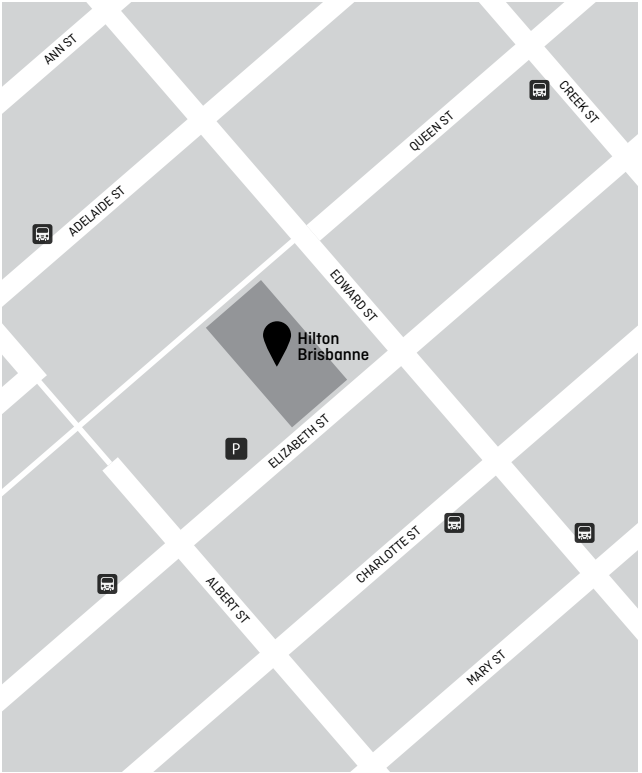 ANN ST
CREEK ST
QUEEN ST
ADELAIDE ST
EDWARD ST
Hilton
Brisbanne
P
ELIZABETH ST
CHARLOTTE ST
ALBERT ST
MARY ST